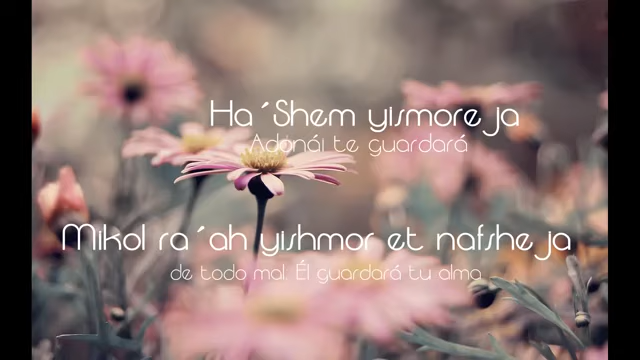 Ha´Shem yismore ja
Adonái te guardará
Mikol ra´ah yishmor et nafshe ja
de todo mal. Él guardará tu alma